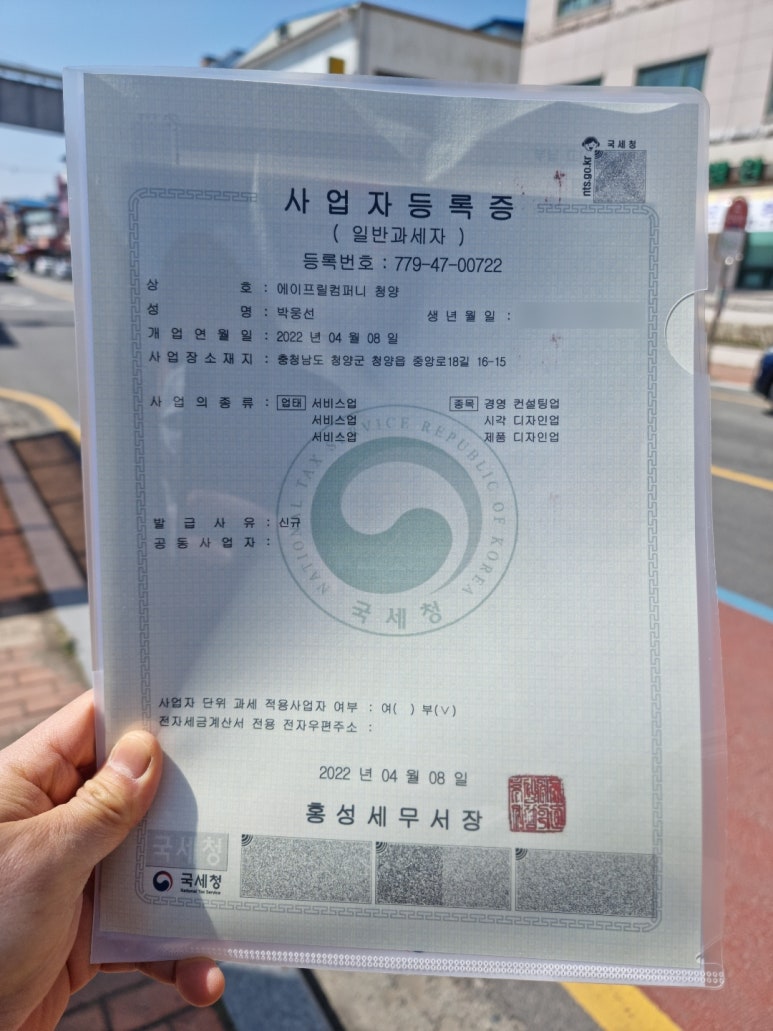 국세청
nts.go.kr
사업자등록증
( 일반과세자 )
등록번호 : 779-47-00722
상 호 : 에이프릴컴퍼니 청양
성 명 : 박웅선 생년월일 :
개업연월일 : 2022 년 04 월 08 일
사업장소재지 : 충청남도 청양군 청양읍 중앙로18길 16-15
사업의종류 : 업태 서비스업 종목 경영 컨설팅업
서비스업 시각 디자인업
서비스업 제품 디자인업
NATIONAL TAX SERVICE REPUBLIC OF KOREA
국세청
발급사유 : 신규
공동사업자 :
사업자 단위 과세 적용사업자 여부 : 여( ) 부(∨)
전자세금계산서 전용 전자우편주소 :
2022 년 04 월 08 일
홍성세무서장
국세청
국세청
National Tax Service